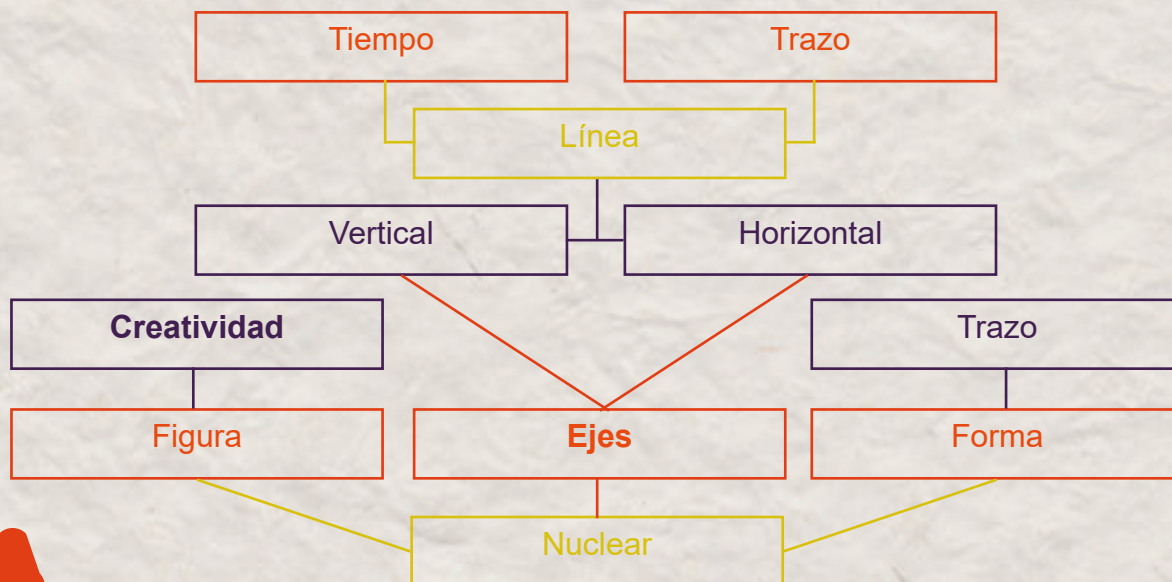 Tiempo
Trazo
Línea
Vertical
Horizontal
Creatividad
Trazo
Figura
Ejes
Forma
Nuclear